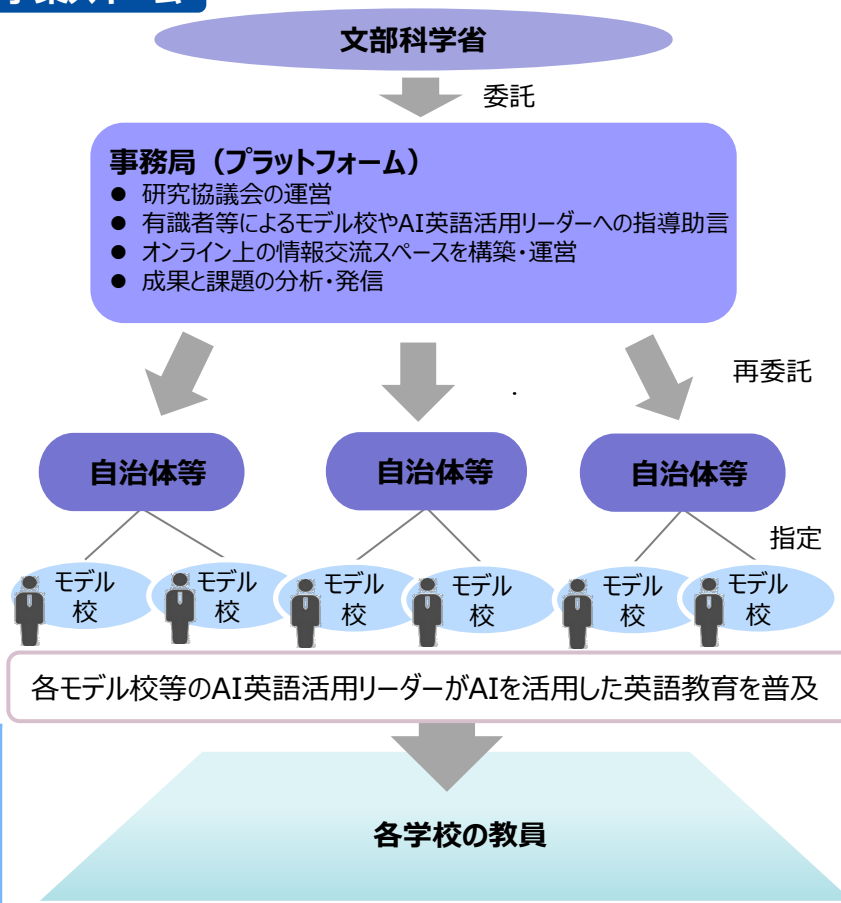 文部科学省
委託
事務局（プラットフォーム）
● 研究協議会の運営
● 有識者等によるモデル校やAI英語活用リーダーへの指導助言
● オンライン上の情報交流スペースを構築・運営
● 成果と課題の分析・発信
再委託
自治体等
自治体等
自治体等
指定
モデル
校
モデル
校
モデル
校
モデル
校
モデル
校
モデル
校
各モデル校等のAI英語活用リーダーがAIを活用した英語教育を普及
各学校の教員